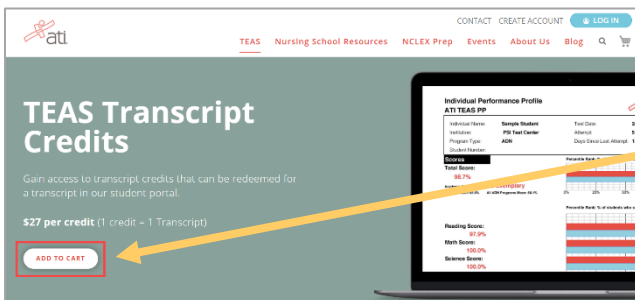 CONTACT CREATE ACCOUNT LOG IN
ati
TEAS Nursing School Resources NCLEX Prep Events About Us Blog
TEAS Transcript
Credits
Gain access to transcript credits that can be redeemed for
a transcript in our student portal.
$27 per credit (1 credit = 1 Transcript)
ADD TO CART
Individual Performance Profile
ATI TEAS PP
Individual Name: Sample Student Test Date:
Institution: PSI Test Center Attempt:
Program Type: ADN Days Since Last Attempt:
Student Number:
Scores
Total Score:
98.7%
Exemplary
Reading Score:
97.9%
Math Score:
100.0%
Science Score:
100.0%